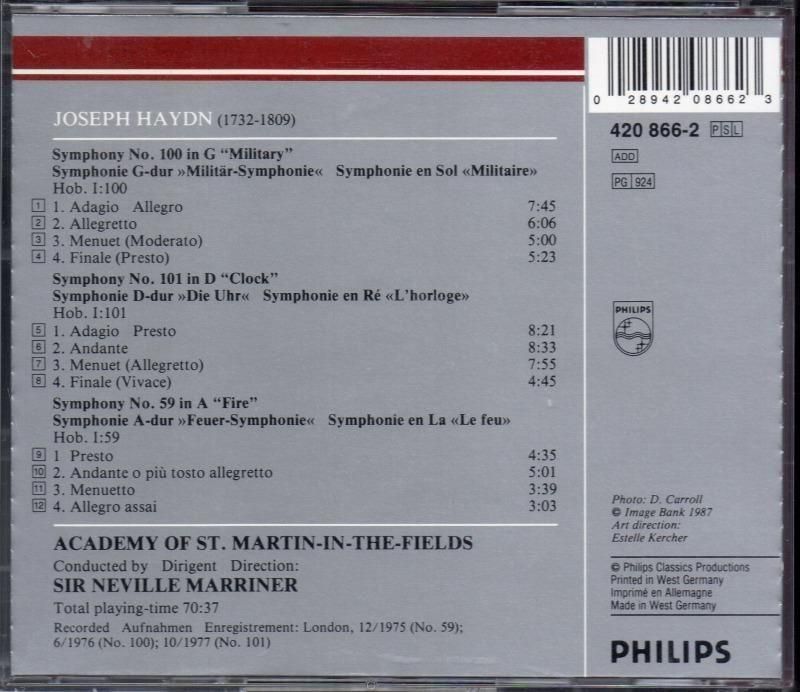 JOSEPH HAYDN (1732-1809)
Symphony No. 100 in G “Military”
Symphonie G-dur »Militär-Symphonie« Symphonie en Sol «Militaire»
Hob. I:100
1 1. Adagio Allegro 7:45
2 2. Allegretto 6:06
3 3. Menuet (Moderato) 5:00
4 4. Finale (Presto) 5:23
Symphony No. 101 in D “Clock”
Symphonie D-dur »Die Uhr« Symphonie en Ré «L'horloge»
Hob. I:101
5 1. Adagio Presto 8:21
6 2. Andante 8:33
7 3. Menuet (Allegretto) 7:55
8 4. Finale (Vivace) 4:45
Symphony No. 59 in A “Fire”
Symphonie A-dur »Feuer-Symphonie« Symphonie en La «Le feu»
Hob. I:59
9 1 Presto 4:35
10 2. Andante o più tosto allegretto 5:01
11 3. Menuetto 3:39
12 4. Allegro assai 3:03
ACADEMY OF ST. MARTIN-IN-THE-FIELDS
Conducted by Dirigent Direction:
SIR NEVILLE MARRINER
Total playing-time 70:37
Recorded Aufnahmen Enregistrement: London, 12/1975 (No. 59);
6/1976 (No. 100); 10/1977 (No. 101)
0 28942 08662 3
420 866-2 PSL
ADD
PG 924
PHILIPS
Photo: D. Carroll
© Image Bank 1987
Art direction:
Estelle Kercher
℗ Philips Classics Productions
Printed in West Germany
Imprimé en Allemagne
Made in West Germany
PHILIPS